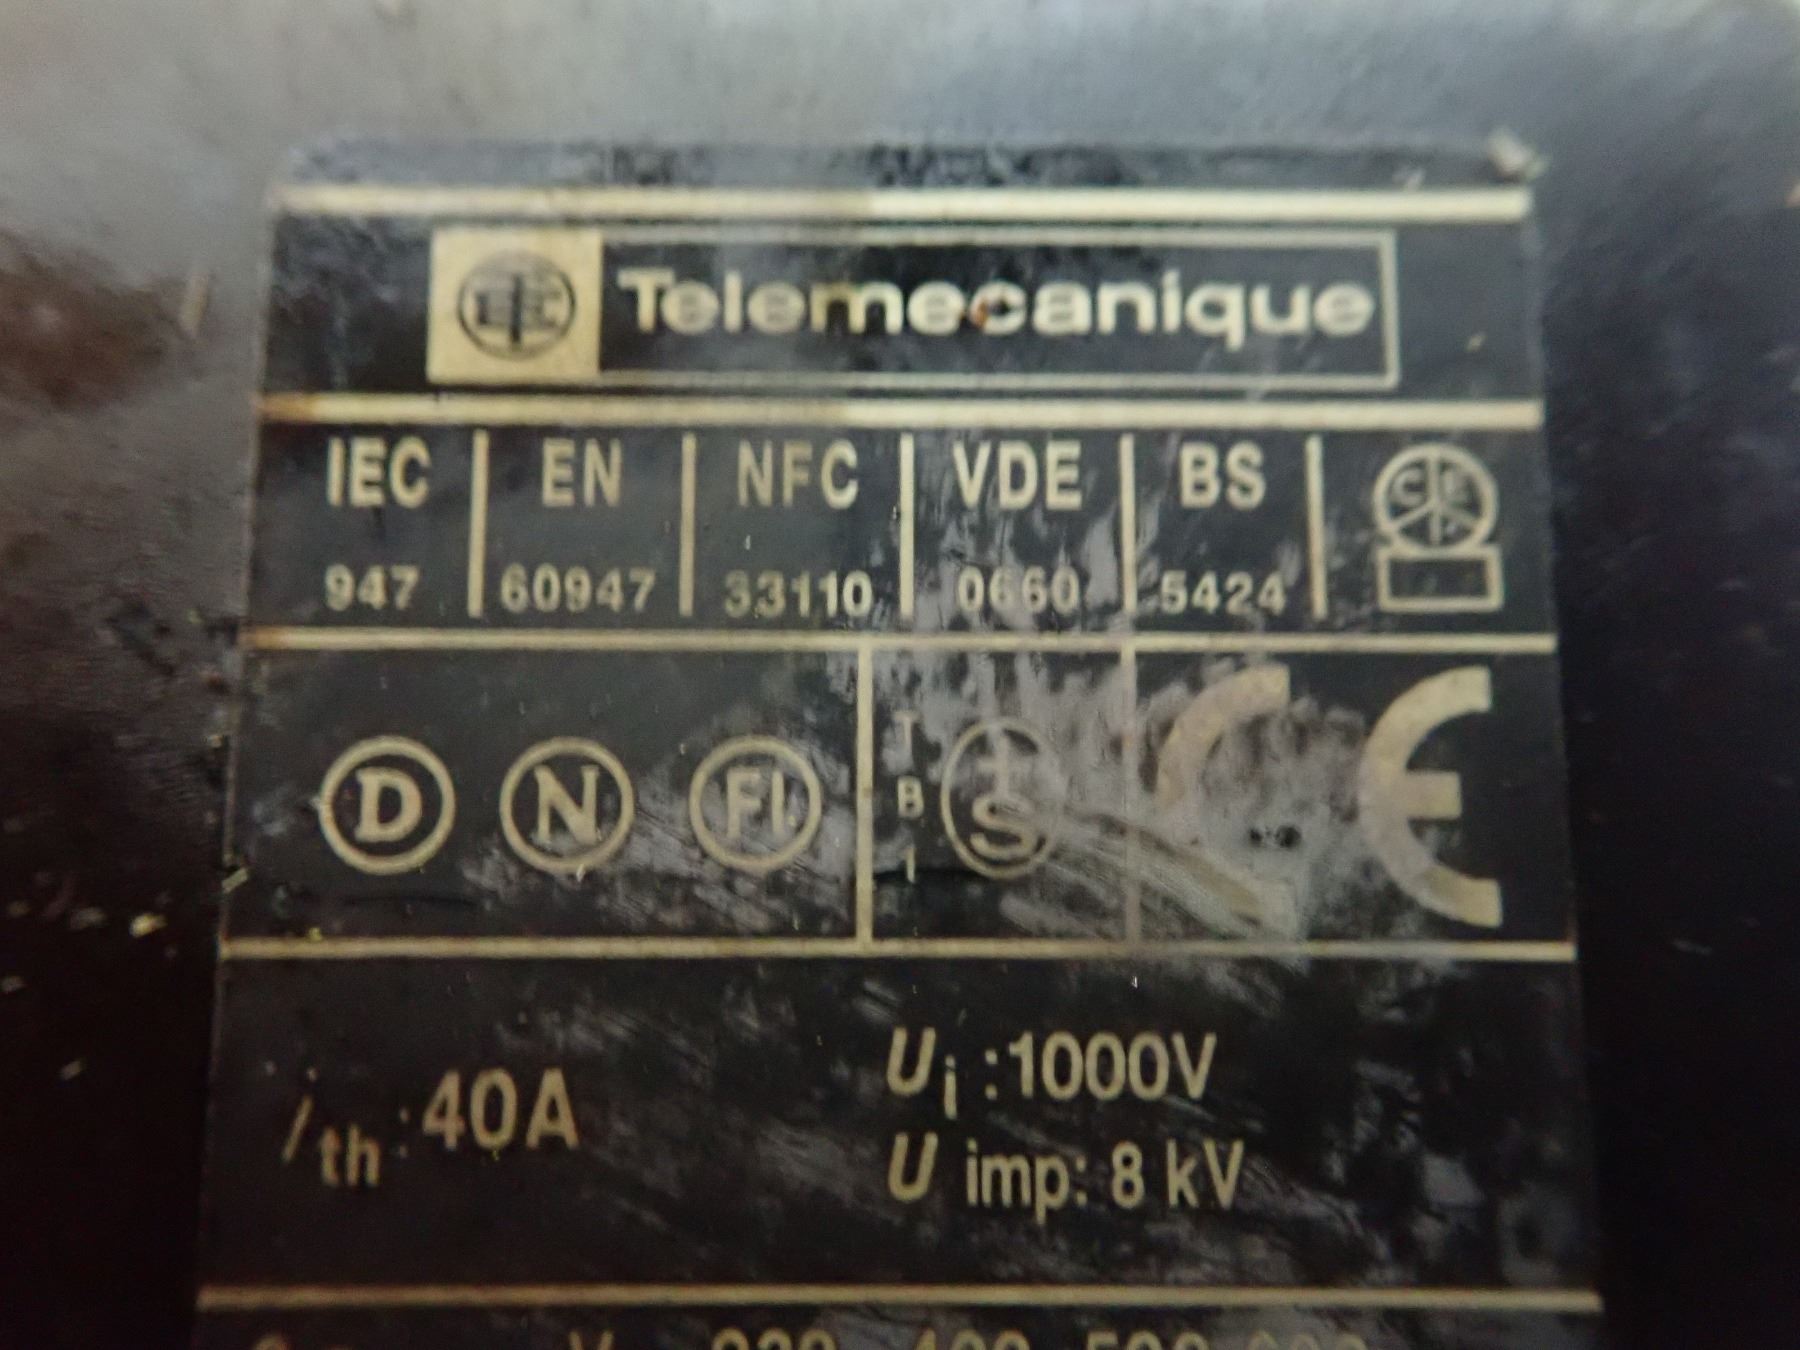 Telemecanique
IEC EN NFC VDE BS
947 60947 33110 0660 5424
D N FI T B 1 S CE
Ith: 40A
Ui: 1000V
U imp: 8 kV
V